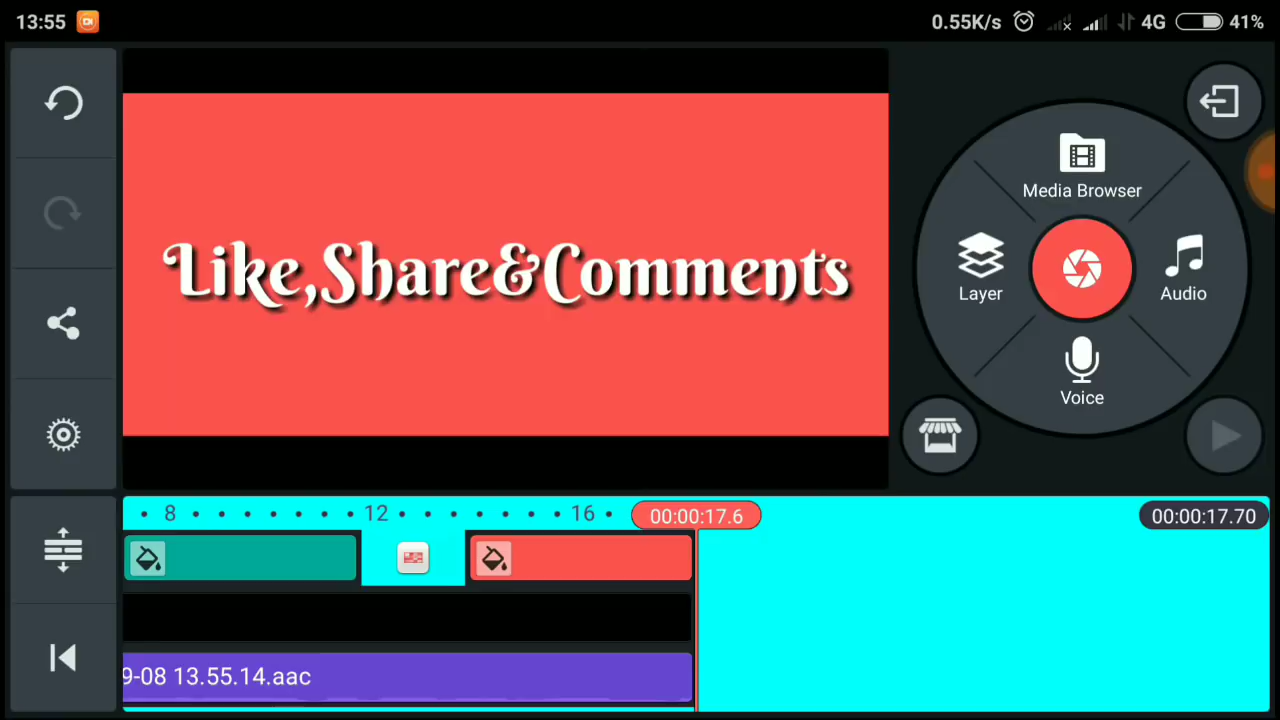 13:55
0.55K/s 4G 41%
Like,Share&Comments
Media Browser
Layer
Audio
Voice
8 12 16 00:00:17.6 00:00:17.70
9-08 13.55.14.aac